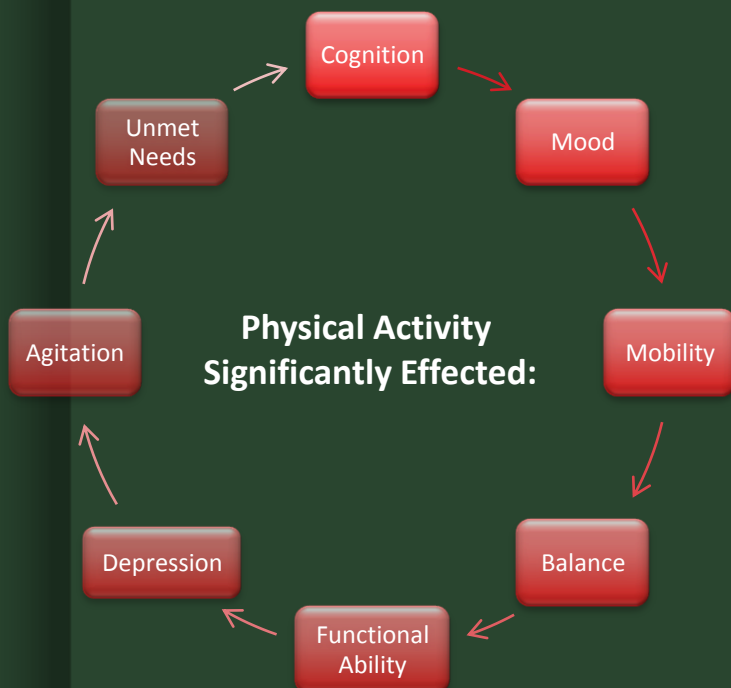 Physical Activity
Significantly Effected:
Cognition
Mood
Mobility
Balance
Functional
Ability
Depression
Agitation
Unmet
Needs